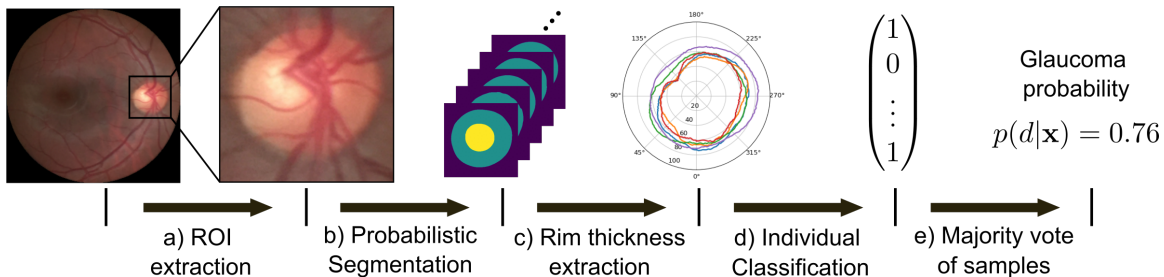 180°
135°
225°
90°
270°
20
40
60
80
100
45°
315°
0°
1
0
⋮
1
Glaucoma
probability
p(d|x) = 0.76
a) ROI
extraction
b) Probabilistic
Segmentation
c) Rim thickness
extraction
d) Individual
Classification
e) Majority vote
of samples